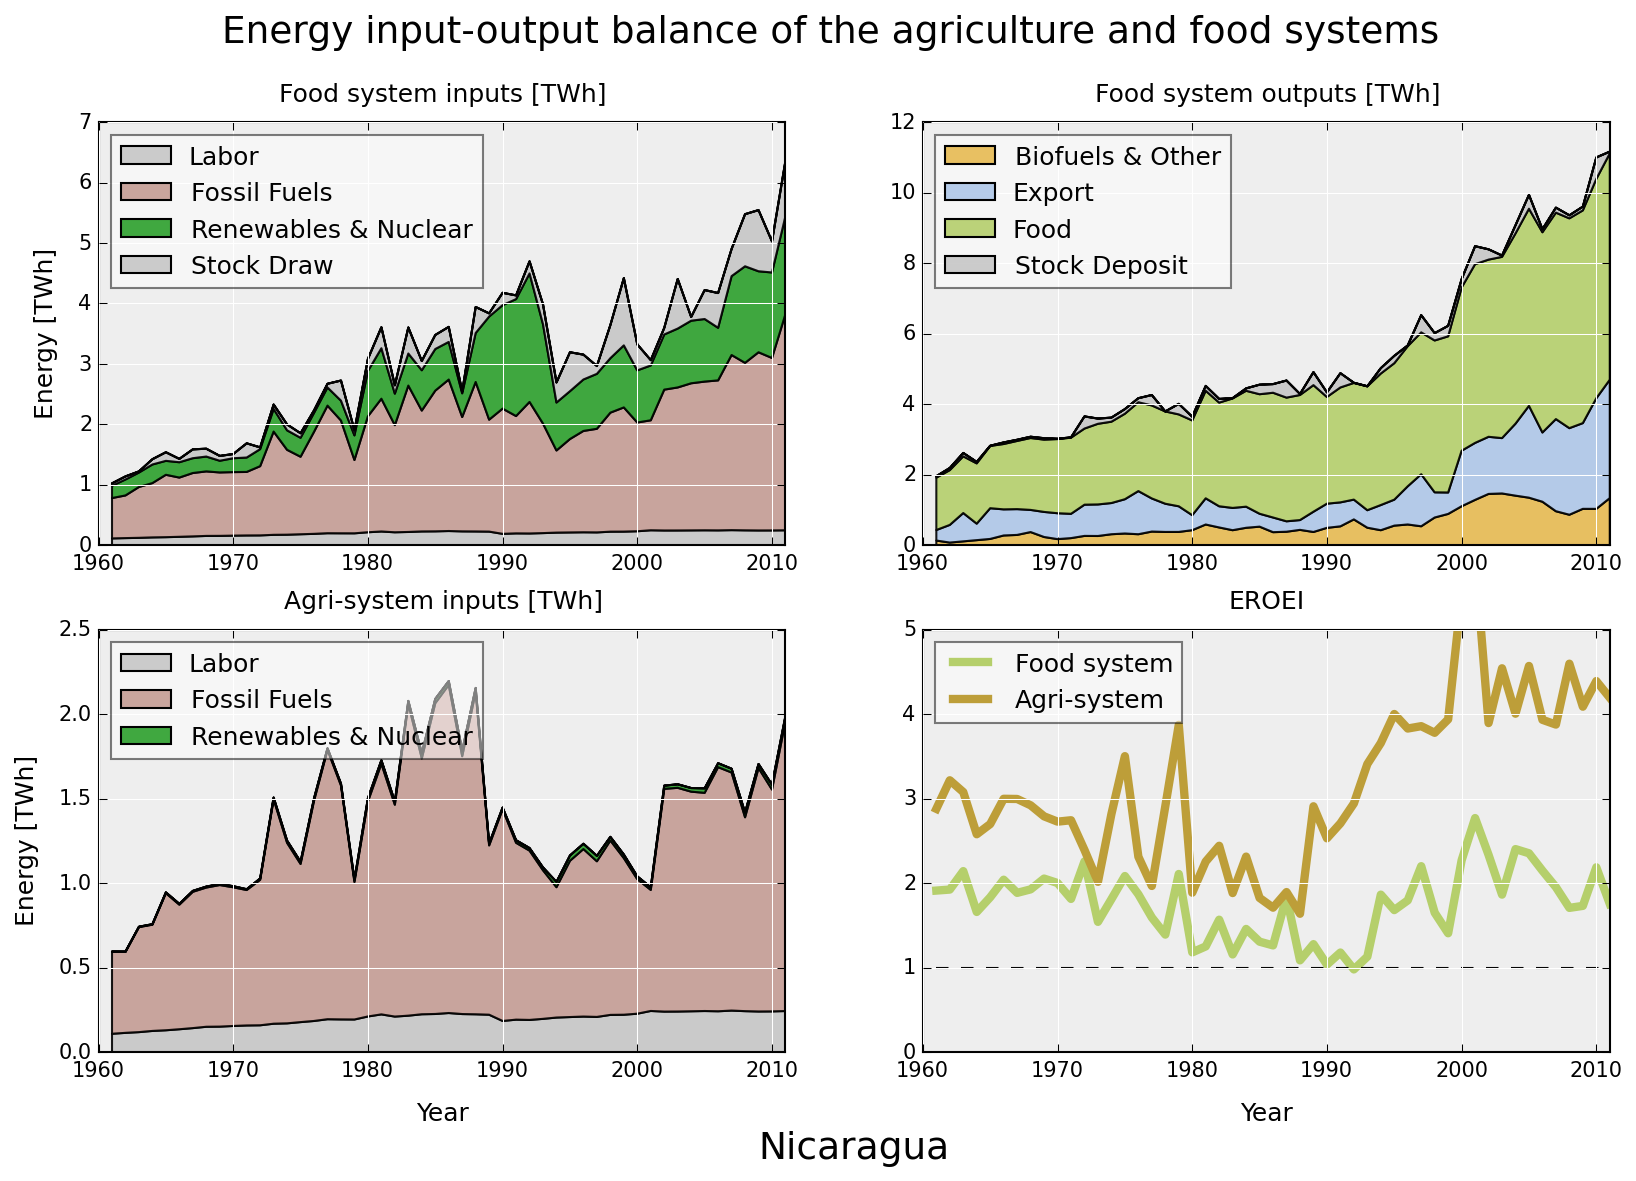 Energy input-output balance of the agriculture and food systems
Food system inputs [TWh]
Energy [TWh]
7
6
5
4
3
2
1
0
Labor
Fossil Fuels
Renewables & Nuclear
Stock Draw
1960 1970 1980 1990 2000 2010
Food system outputs [TWh]
12
10
8
6
4
2
0
Biofuels & Other
Export
Food
Stock Deposit
1960 1970 1980 1990 2000 2010
Agri-system inputs [TWh]
Energy [TWh]
2.5
2.0
1.5
1.0
0.5
0.0
Labor
Fossil Fuels
Renewables & Nuclear
1960 1970 1980 1990 2000 2010
Year
EROEI
5
4
3
2
1
0
Food system
Agri-system
1960 1970 1980 1990 2000 2010
Year
Nicaragua